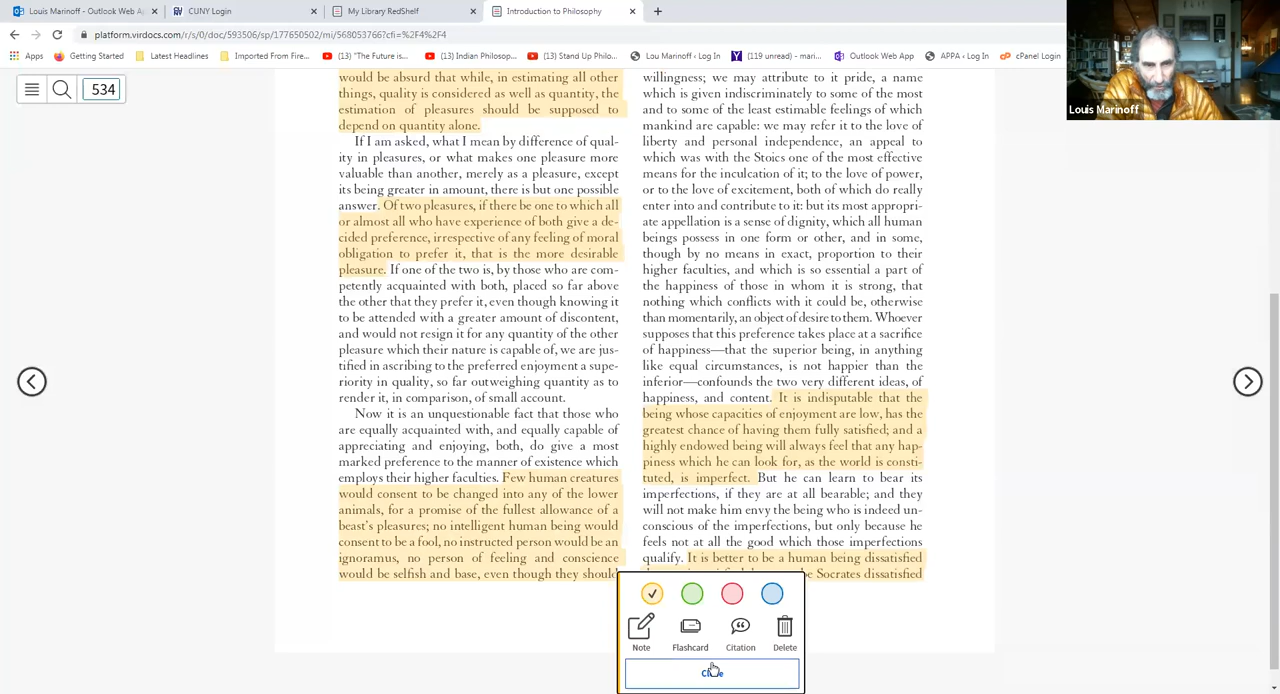 Louis Marinoff - Outlook Web Ap
CUNY Login
My Library RedShelf
Introduction to Philosophy
platform.virdocs.com/r/s/0/doc/593506/sp/177650502/mi/568053766?cfi=%2F4%2F4
Apps
Getting Started
Latest Headlines
Imported From Fire...
(13) "The Future is...
(13) Indian Philosop...
(13) Stand Up Philo...
Lou Marinoff ‹ Log In
(119 unread) - mari...
Outlook Web App
APPA ‹ Log In
cPanel Login
Louis Marinoff
534
would be absurd that while, in estimating all other
things, quality is considered as well as quantity, the
estimation of pleasures should be supposed to
depend on quantity alone.
If I am asked, what I mean by difference of qual-
ity in pleasures, or what makes one pleasure more
valuable than another, merely as a pleasure, except
its being greater in amount, there is but one possible
answer. Of two pleasures, if there be one to which all
or almost all who have experience of both give a de-
cided preference, irrespective of any feeling of moral
obligation to prefer it, that is the more desirable
pleasure. If one of the two is, by those who are com-
petently acquainted with both, placed so far above
the other that they prefer it, even though knowing it
to be attended with a greater amount of discontent,
and would not resign it for any quantity of the other
pleasure which their nature is capable of, we are jus-
tified in ascribing to the preferred enjoyment a supe-
riority in quality, so far outweighing quantity as to
render it, in comparison, of small account.
Now it is an unquestionable fact that those who
are equally acquainted with, and equally capable of
appreciating and enjoying, both, do give a most
marked preference to the manner of existence which
employs their higher faculties. Few human creatures
would consent to be changed into any of the lower
animals, for a promise of the fullest allowance of a
beast's pleasures; no intelligent human being would
consent to be a fool, no instructed person would be an
ignoramus, no person of feeling and conscience
would be selfish and base, even though they should
willingness; we may attribute to it pride, a name
which is given indiscriminately to some of the most
and to some of the least estimable feelings of which
mankind are capable: we may refer it to the love of
liberty and personal independence, an appeal to
which was with the Stoics one of the most effective
means for the inculcation of it; to the love of power,
or to the love of excitement, both of which do really
enter into and contribute to it: but its most appropri-
ate appellation is a sense of dignity, which all human
beings possess in one form or other, and in some,
though by no means in exact, proportion to their
higher faculties, and which is so essential a part of
the happiness of those in whom it is strong, that
nothing which conflicts with it could be, otherwise
than momentarily, an object of desire to them. Whoever
supposes that this preference takes place at a sacrifice
of happiness—that the superior being, in anything
like equal circumstances, is not happier than the
inferior—confounds the two very different ideas, of
happiness, and content. It is indisputable that the
being whose capacities of enjoyment are low, has the
greatest chance of having them fully satisfied; and a
highly endowed being will always feel that any hap-
piness which he can look for, as the world is consti-
tuted, is imperfect. But he can learn to bear its
imperfections, if they are at all bearable; and they
will not make him envy the being who is indeed un-
conscious of the imperfections, but only because he
feels not at all the good which those imperfections
qualify. It is better to be a human being dissatisfied
be Socrates dissatisfied
Note
Flashcard
Citation
Delete